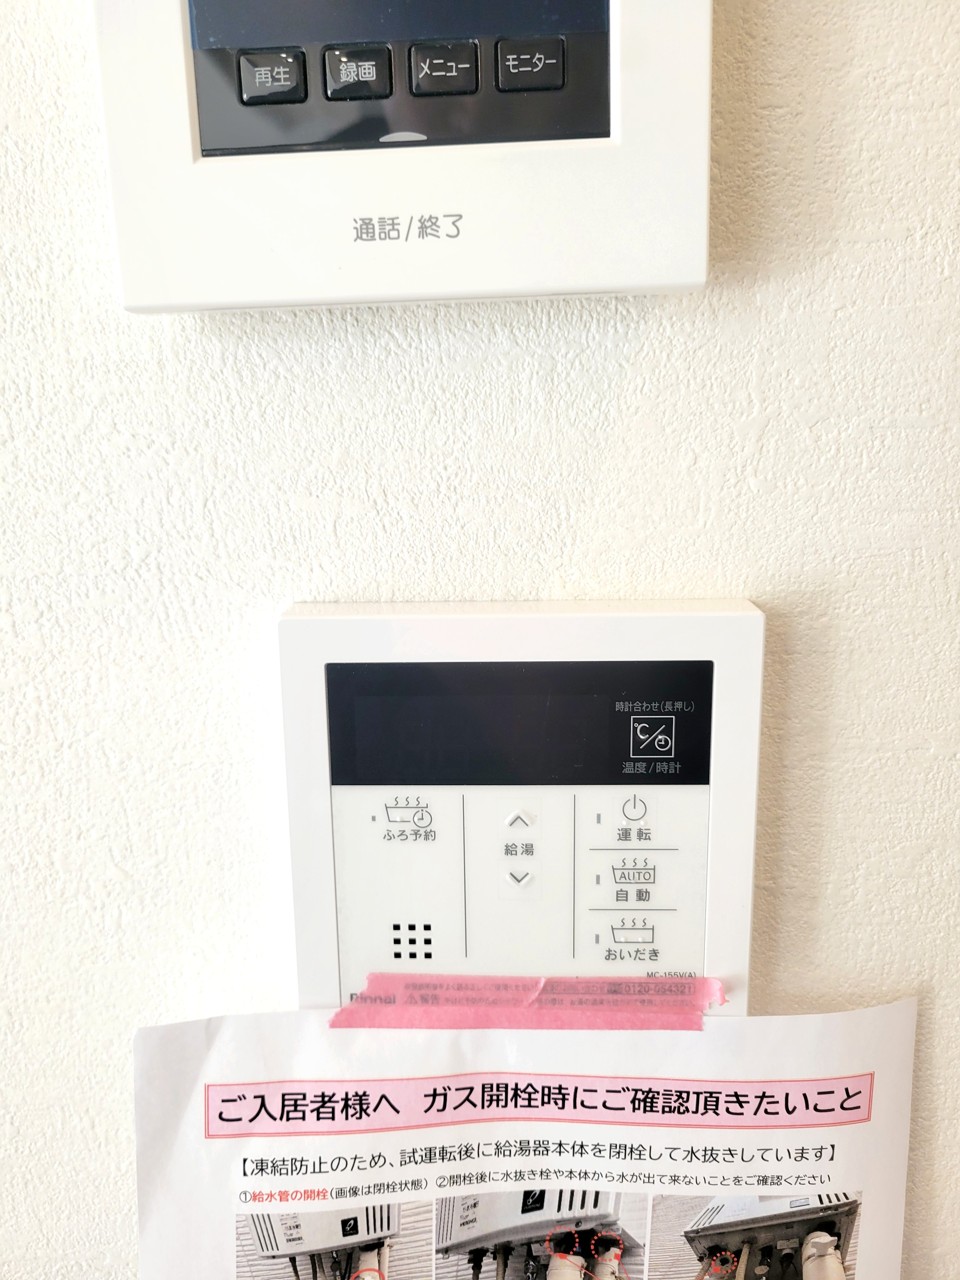 再生 録画 メニュー モニター
通話/終了
時計合わせ(長押し)
℃/
温度/時計
ふろ予約
給湯
運転
AUTO
自動
おいだき
MC-155V(A)
Rinnai
警告
0120-054321
ご入居者様へ ガス開栓時にご確認頂きたいこと
【凍結防止のため、試運転後に給湯器本体を閉栓して水抜きしています】
①給水管の開栓(画像は閉栓状態) ②開栓後に水抜き栓や本体から水が出て来ないことをご確認ください